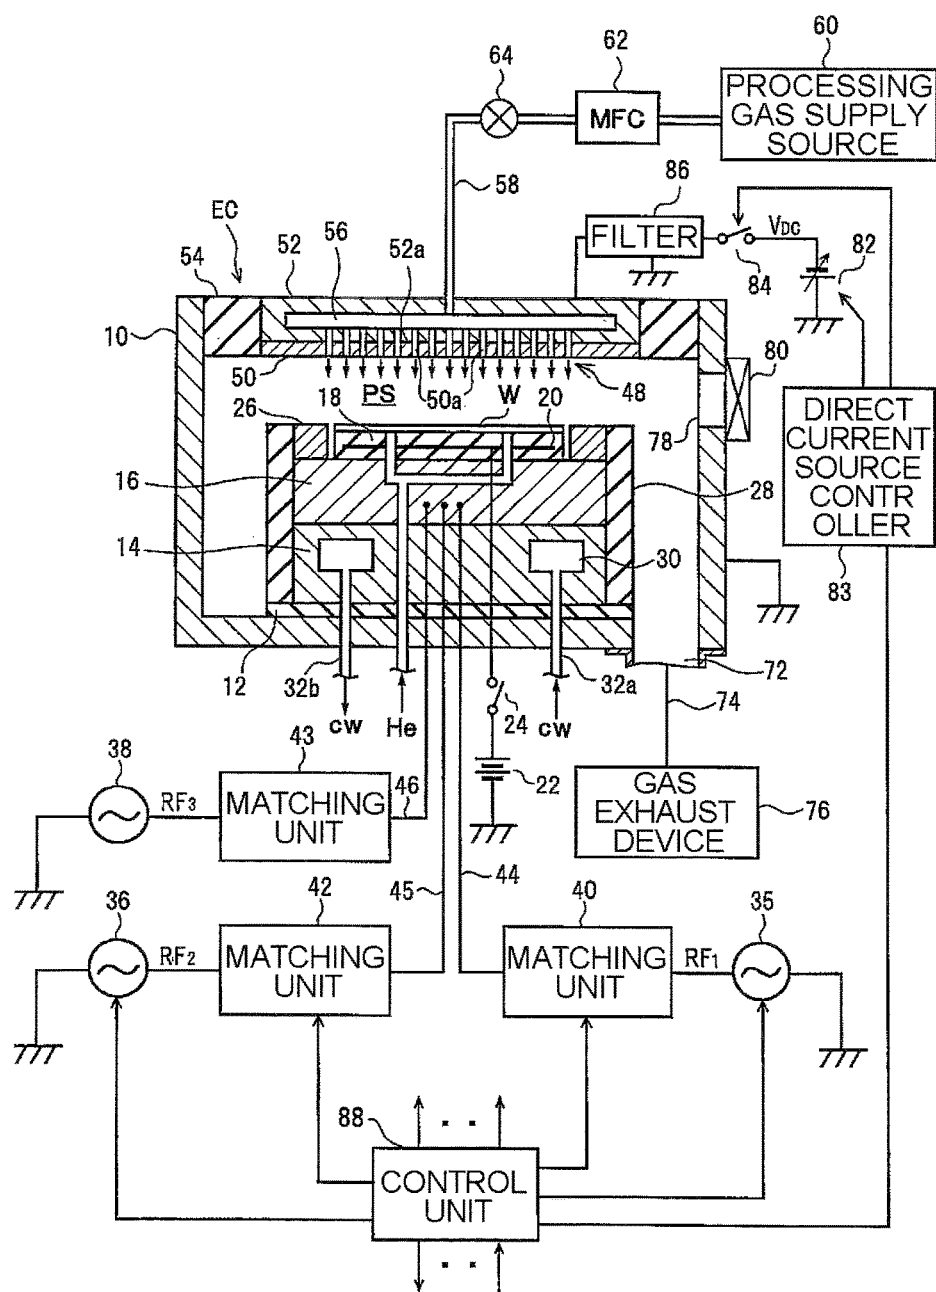 60
62
64
PROCESSING
GAS SUPPLY
SOURCE
MFC
58
86
EC
FILTER
VDC
82
84
54
52
56
52a
10
50
80
48
PS
50a
W
18
20
26
78
DIRECT
CURRENT
SOURCE
CONTR
OLLER
16
28
14
30
83
12
32b
32a
72
24
74
cw
He
cw
43
38
22
GAS
EXHAUST
DEVICE
76
RF3
MATCHING
UNIT
46
45
44
42
40
36
35
RF2
MATCHING
UNIT
MATCHING
UNIT
RF1
88
CONTROL
UNIT